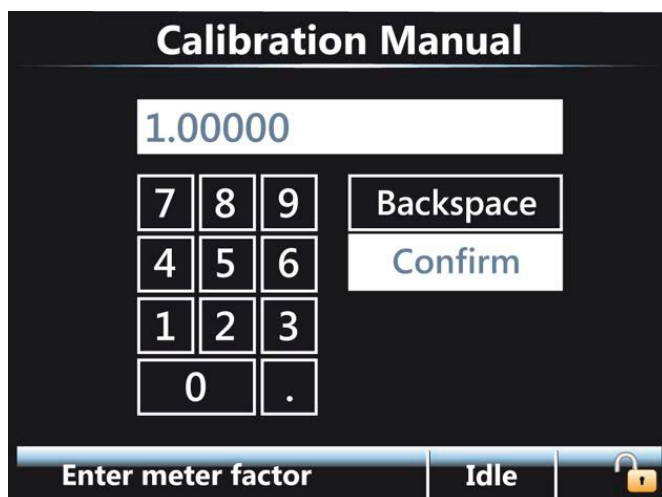 Calibration Manual
1.00000
7 8 9 Backspace
4 5 6 Confirm
1 2 3
0 .
Enter meter factor Idle